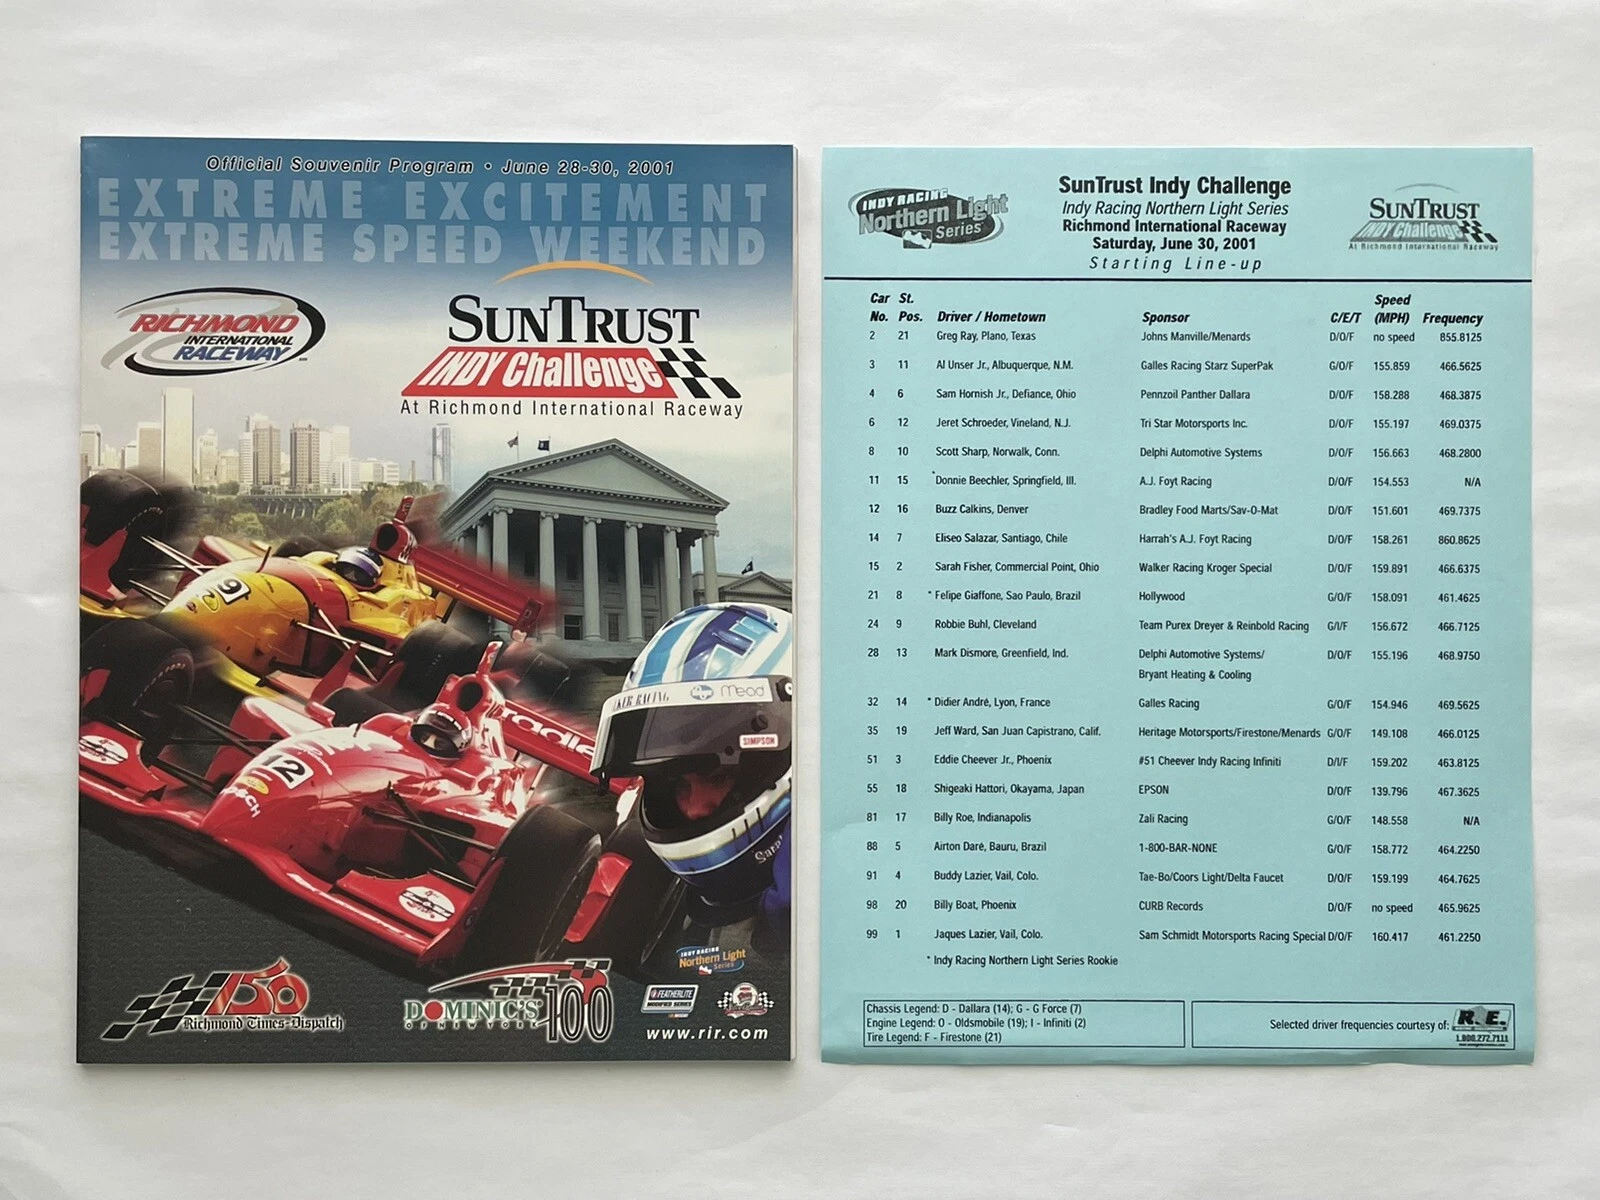 Official Souvenir Program • June 28-30, 2001
EXTREME EXCITEMENT
EXTREME SPEED WEEKEND
RICHMOND
INTERNATIONAL
RACEWAY
SUNTRUST
INDY Challenge
At Richmond International Raceway
19
12
BOSCH
Mead
SIMPSON
150
Richmond Times-Dispatch
DOMINIC'S
OF NEW YORK
100
INDY RACING
Northern Light
Series
FEATHERLITE
MODIFIED SERIES
www.rir.com
INDY RACING
Northern Light
Series
SunTrust Indy Challenge
Indy Racing Northern Light Series
Richmond International Raceway
Saturday, June 30, 2001
Starting Line-up
SUNTRUST
INDY Challenge
At Richmond International Raceway
Car No. St. Pos. Driver / Hometown Sponsor C/E/T Speed (MPH) Frequency
2 21 Greg Ray, Plano, Texas Johns Manville/Menards D/O/F no speed 855.8125
3 11 Al Unser Jr., Albuquerque, N.M. Galles Racing Starz SuperPak G/O/F 155.859 466.5625
4 6 Sam Hornish Jr., Defiance, Ohio Pennzoil Panther Dallara D/O/F 158.288 468.3875
6 12 Jeret Schroeder, Vineland, N.J. Tri Star Motorsports Inc. D/O/F 155.197 469.0375
8 10 Scott Sharp, Norwalk, Conn. Delphi Automotive Systems D/O/F 156.663 468.2800
11 15 Donnie Beechler, Springfield, Ill. A.J. Foyt Racing D/O/F 154.553 N/A
12 16 Buzz Calkins, Denver Bradley Food Marts/Sav-O-Mat D/O/F 151.601 469.7375
14 7 Eliseo Salazar, Santiago, Chile Harrah's A.J. Foyt Racing D/O/F 158.261 860.8625
15 2 Sarah Fisher, Commercial Point, Ohio Walker Racing Kroger Special D/O/F 159.891 466.6375
21 8 * Felipe Giaffone, Sao Paulo, Brazil Hollywood G/O/F 158.091 461.4625
24 9 Robbie Buhl, Cleveland Team Purex Dreyer & Reinbold Racing G/I/F 156.672 466.7125
28 13 Mark Dismore, Greenfield, Ind. Delphi Automotive Systems/ D/O/F 155.196 468.9750
Bryant Heating & Cooling
32 14 * Didier André, Lyon, France Galles Racing G/O/F 154.946 469.5625
35 19 Jeff Ward, San Juan Capistrano, Calif. Heritage Motorsports/Firestone/Menards G/O/F 149.108 466.0125
51 3 Eddie Cheever Jr., Phoenix #51 Cheever Indy Racing Infiniti D/I/F 159.202 463.8125
55 18 Shigeaki Hattori, Okayama, Japan EPSON D/O/F 139.796 467.3625
81 17 Billy Roe, Indianapolis Zali Racing G/O/F 148.558 N/A
88 5 Airton Daré, Bauru, Brazil 1-800-BAR-NONE G/O/F 158.772 464.2250
91 4 Buddy Lazier, Vail, Colo. Tae-Bo/Coors Light/Delta Faucet D/O/F 159.199 464.7625
98 20 Billy Boat, Phoenix CURB Records D/O/F no speed 465.9625
99 1 Jaques Lazier, Vail, Colo. Sam Schmidt Motorsports Racing Special D/O/F 160.417 461.2250
* Indy Racing Northern Light Series Rookie
Chassis Legend: D - Dallara (14); G - G Force (7)
Engine Legend: O - Oldsmobile (19); I - Infiniti (2)
Tire Legend: F - Firestone (21)
Selected driver frequencies courtesy of:
R.E.
1.800.272.7111